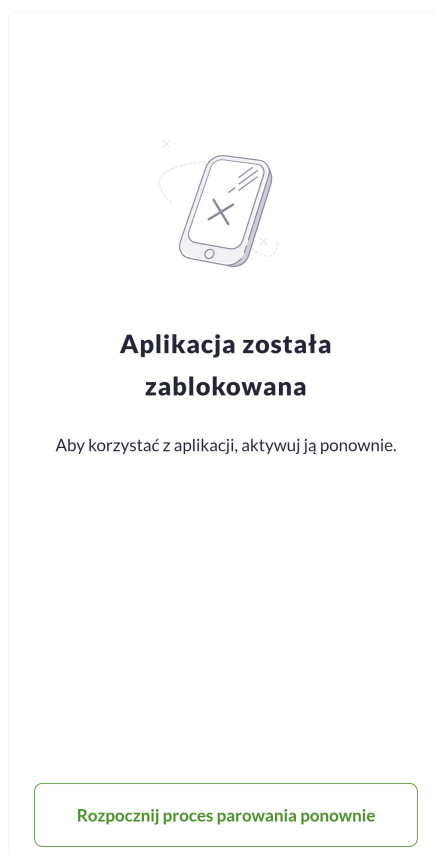 Aplikacja została
zablokowana
Aby korzystać z aplikacji, aktywuj ją ponownie.
Rozpocznij proces parowania ponownie